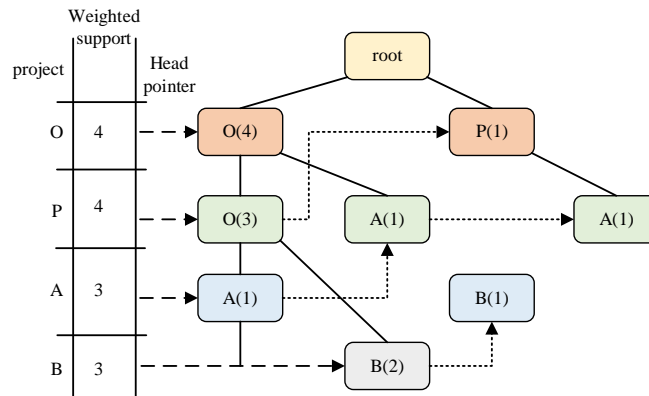 Weighted
support
project
Head
pointer
root
O
4
O(4)
P(1)
P
4
O(3)
A(1)
A(1)
A
3
A(1)
B(1)
B
3
B(2)